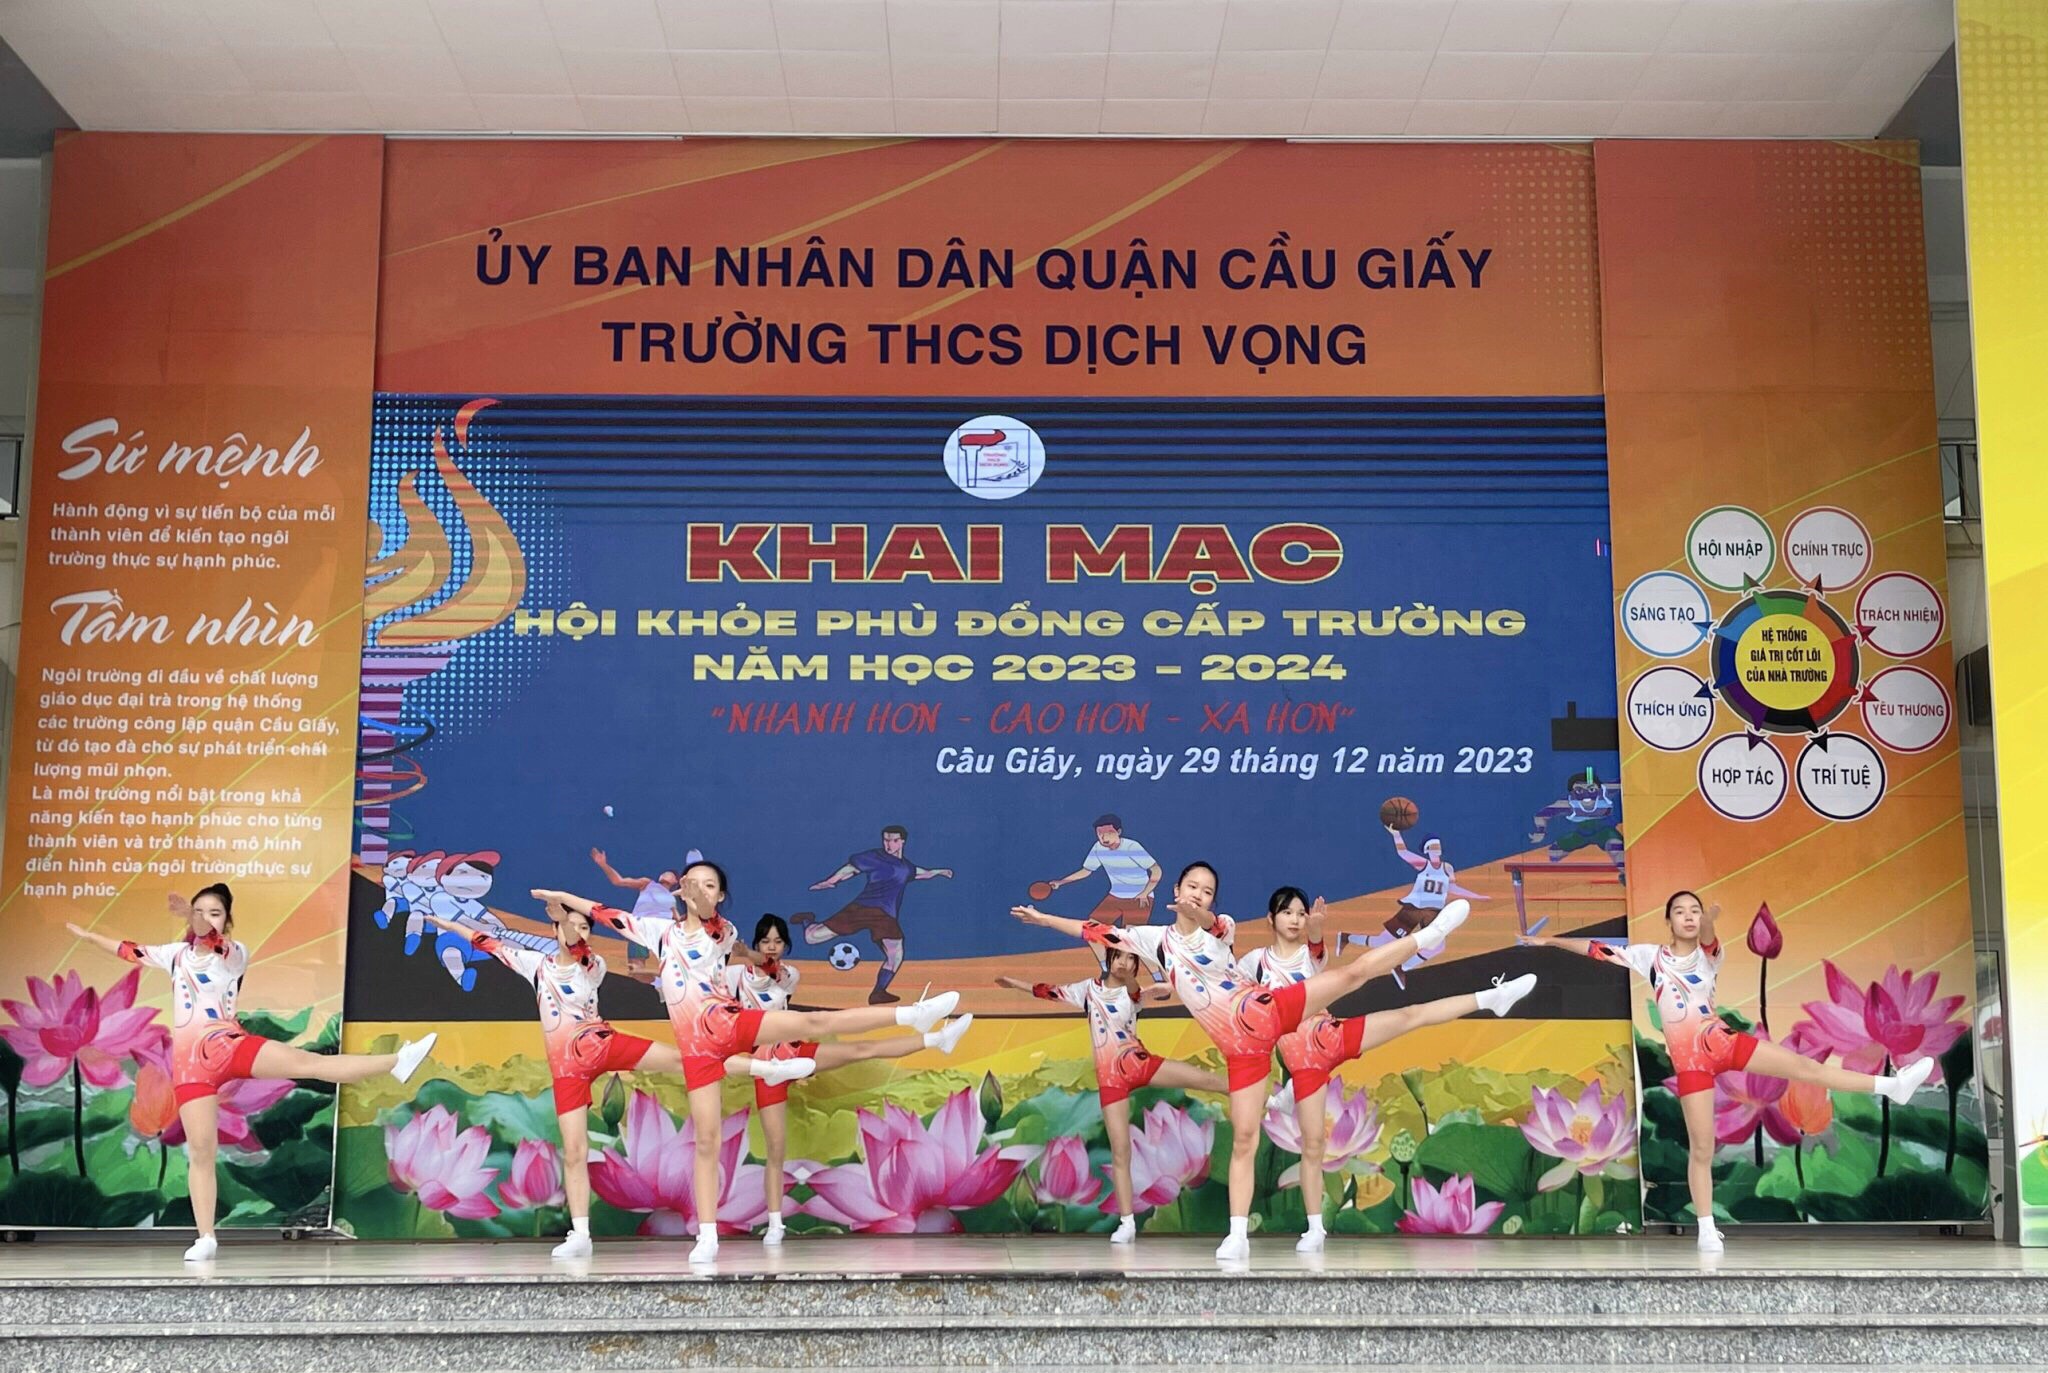 ỦY BAN NHÂN DÂN QUẬN CẦU GIẤY
TRƯỜNG THCS DỊCH VỌNG
Sứ mệnh
Hành động vì sự tiến bộ của mỗi
thành viên để kiến tạo ngôi
trường thực sự hạnh phúc.
Tầm nhìn
Ngôi trường đi đầu về chất lượng
giáo dục đại trà trong hệ thống
các trường công lập quận Cầu Giấy,
từ đó tạo đà cho sự phát triển chất
lượng mũi nhọn.
Là môi trường nổi bật trong khả
năng kiến tạo hạnh phúc cho từng
thành viên và trở thành mô hình
điển hình của ngôi trườngthực sự
hạnh phúc.
TRƯỜNG
THCS
DỊCH VỌNG
KHAI MẠC
HỘI KHỎE PHÙ ĐỔNG CẤP TRƯỜNG
NĂM HỌC 2023 - 2024
"NHANH HƠN - CAO HƠN - XA HƠN"
Cầu Giấy, ngày 29 tháng 12 năm 2023
01
HỘI NHẬP
CHÍNH TRỰC
SÁNG TẠO
TRÁCH NHIỆM
HỆ THỐNG
GIÁ TRỊ CỐT LÕI
CỦA NHÀ TRƯỜNG
THÍCH ỨNG
YÊU THƯƠNG
HỢP TÁC
TRÍ TUỆ